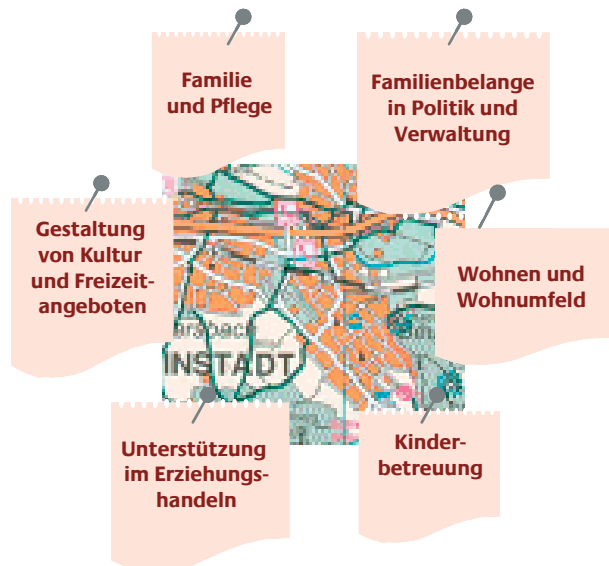 Familie
und Pflege
Familienbelange
in Politik und
Verwaltung
Gestaltung
von Kultur
und Freizeit-
angeboten
Wohnen und
Wohnumfeld
INSTADT
Unterstützung
im Erziehungs-
handeln
Kinder-
betreuung